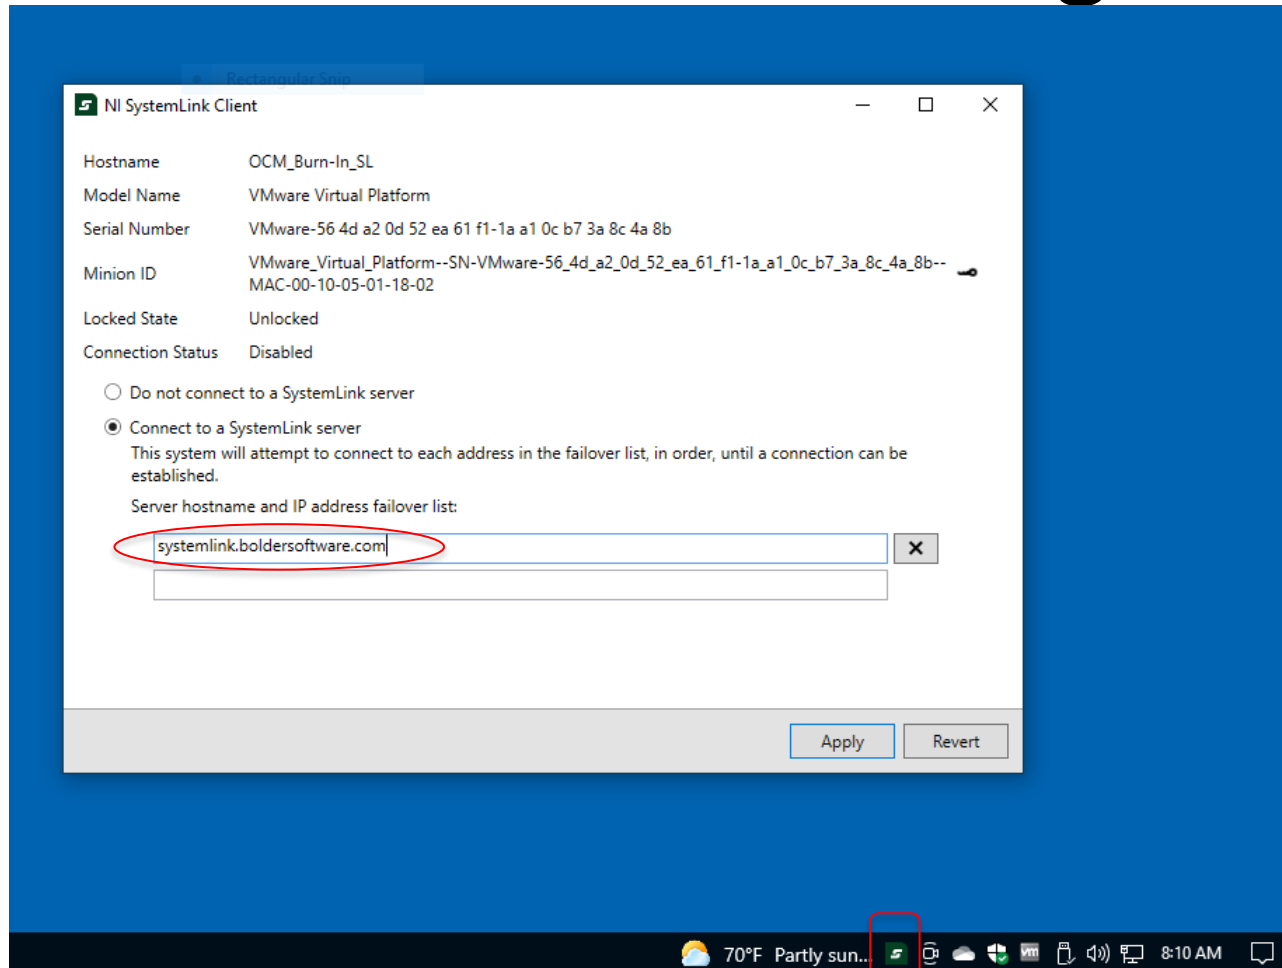 Rectangular Snip
NI SystemLink Client
Hostname OCM_Burn-In_SL
Model Name VMware Virtual Platform
Serial Number VMware-56 4d a2 0d 52 ea 61 f1-1a a1 0c b7 3a 8c 4a 8b
Minion ID VMware_Virtual_Platform--SN-VMware-56_4d_a2_0d_52_ea_61_f1-1a_a1_0c_b7_3a_8c_4a_8b--
MAC-00-10-05-01-18-02
Locked State Unlocked
Connection Status Disabled
Do not connect to a SystemLink server
Connect to a SystemLink server
This system will attempt to connect to each address in the failover list, in order, until a connection can be
established.
Server hostname and IP address failover list:
systemlink.boldersoftware.com
Apply Revert
70°F Partly sun... vm 8:10 AM